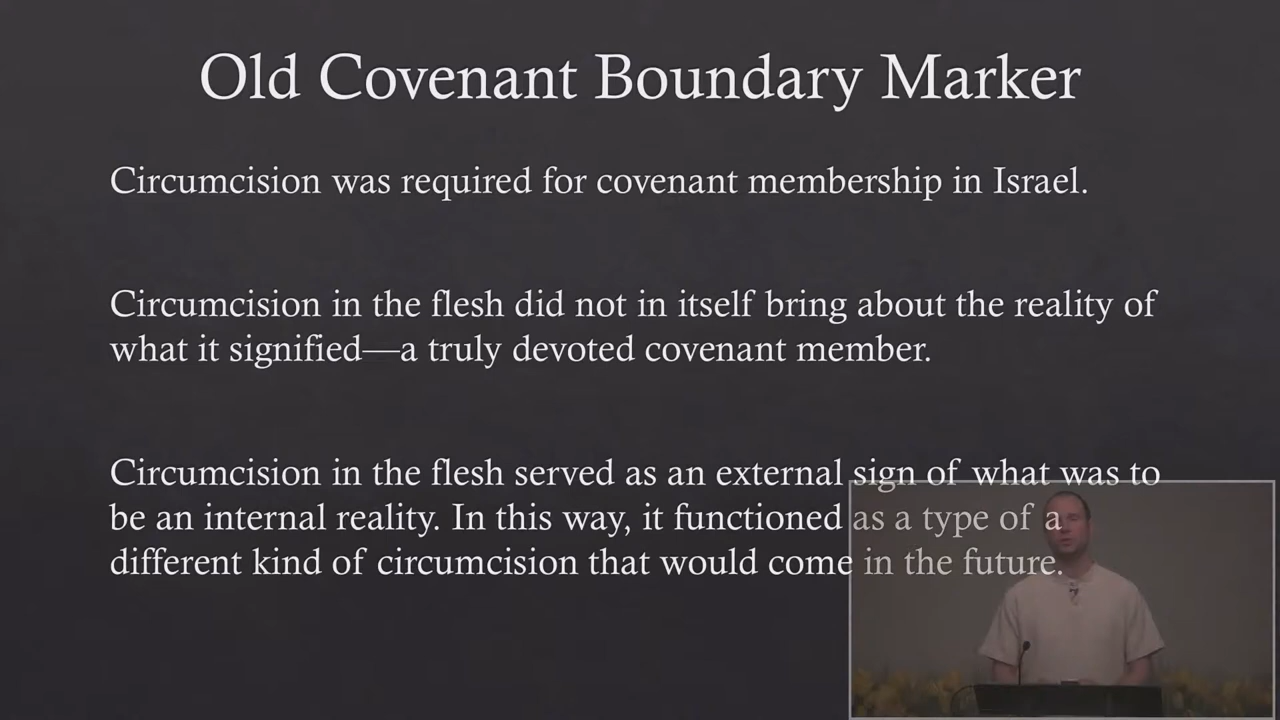 Old Covenant Boundary Marker
Circumcision was required for covenant membership in Israel.
Circumcision in the flesh did not in itself bring about the reality of
what it signified—a truly devoted covenant member.
Circumcision in the flesh served as an external sign of what was to
be an internal reality. In this way, it functioned as a type of a
different kind of circumcision that would come in the future.